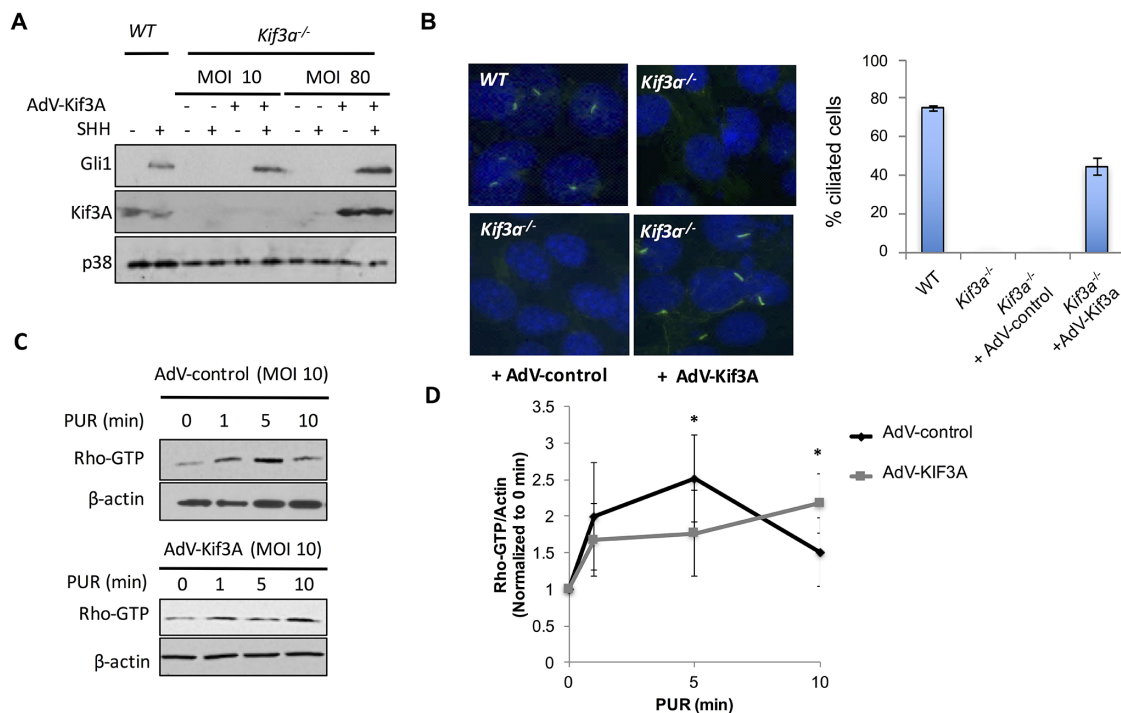 A
WT
Kif3a-/-
MOI 10
MOI 80
AdV-Kif3A - - + + - - + +
SHH - + - + - + - + - +
Gli1
Kif3A
p38
B
WT
Kif3a-/-
Kif3a-/-
Kif3a-/-
+ AdV-control
+ AdV-Kif3A
% ciliated cells
100
80
60
40
20
0
WT
Kif3a-/-
Kif3a-/-
+ AdV-control
Kif3a-/-
+AdV-Kif3a
C
AdV-control (MOI 10)
PUR (min) 0 1 5 10
Rho-GTP
β-actin
AdV-Kif3A (MOI 10)
PUR (min) 0 1 5 10
Rho-GTP
β-actin
D
Rho-GTP/Actin
(Normalized to 0 min)
3.5
3
2.5
2
1.5
1
0.5
0
*
*
0 5 10
PUR (min)
AdV-control
AdV-KIF3A